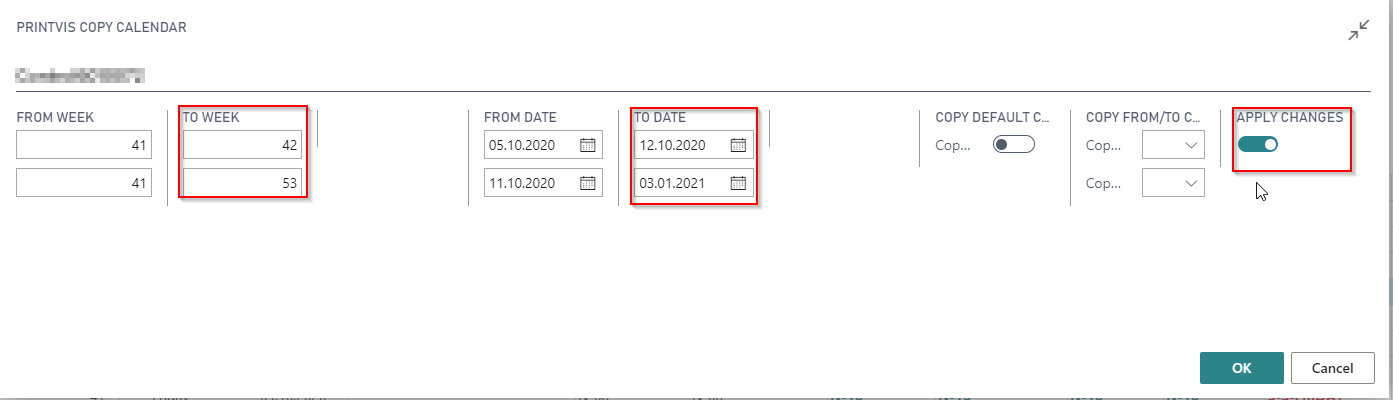 PRINTVIS COPY CALENDAR
FROM WEEK
TO WEEK
FROM DATE
TO DATE
COPY DEFAULT C...
COPY FROM/TO C...
APPLY CHANGES
41
42
05.10.2020
12.10.2020
Cop...
Cop...
41
53
11.10.2020
03.01.2021
Cop...
OK
Cancel